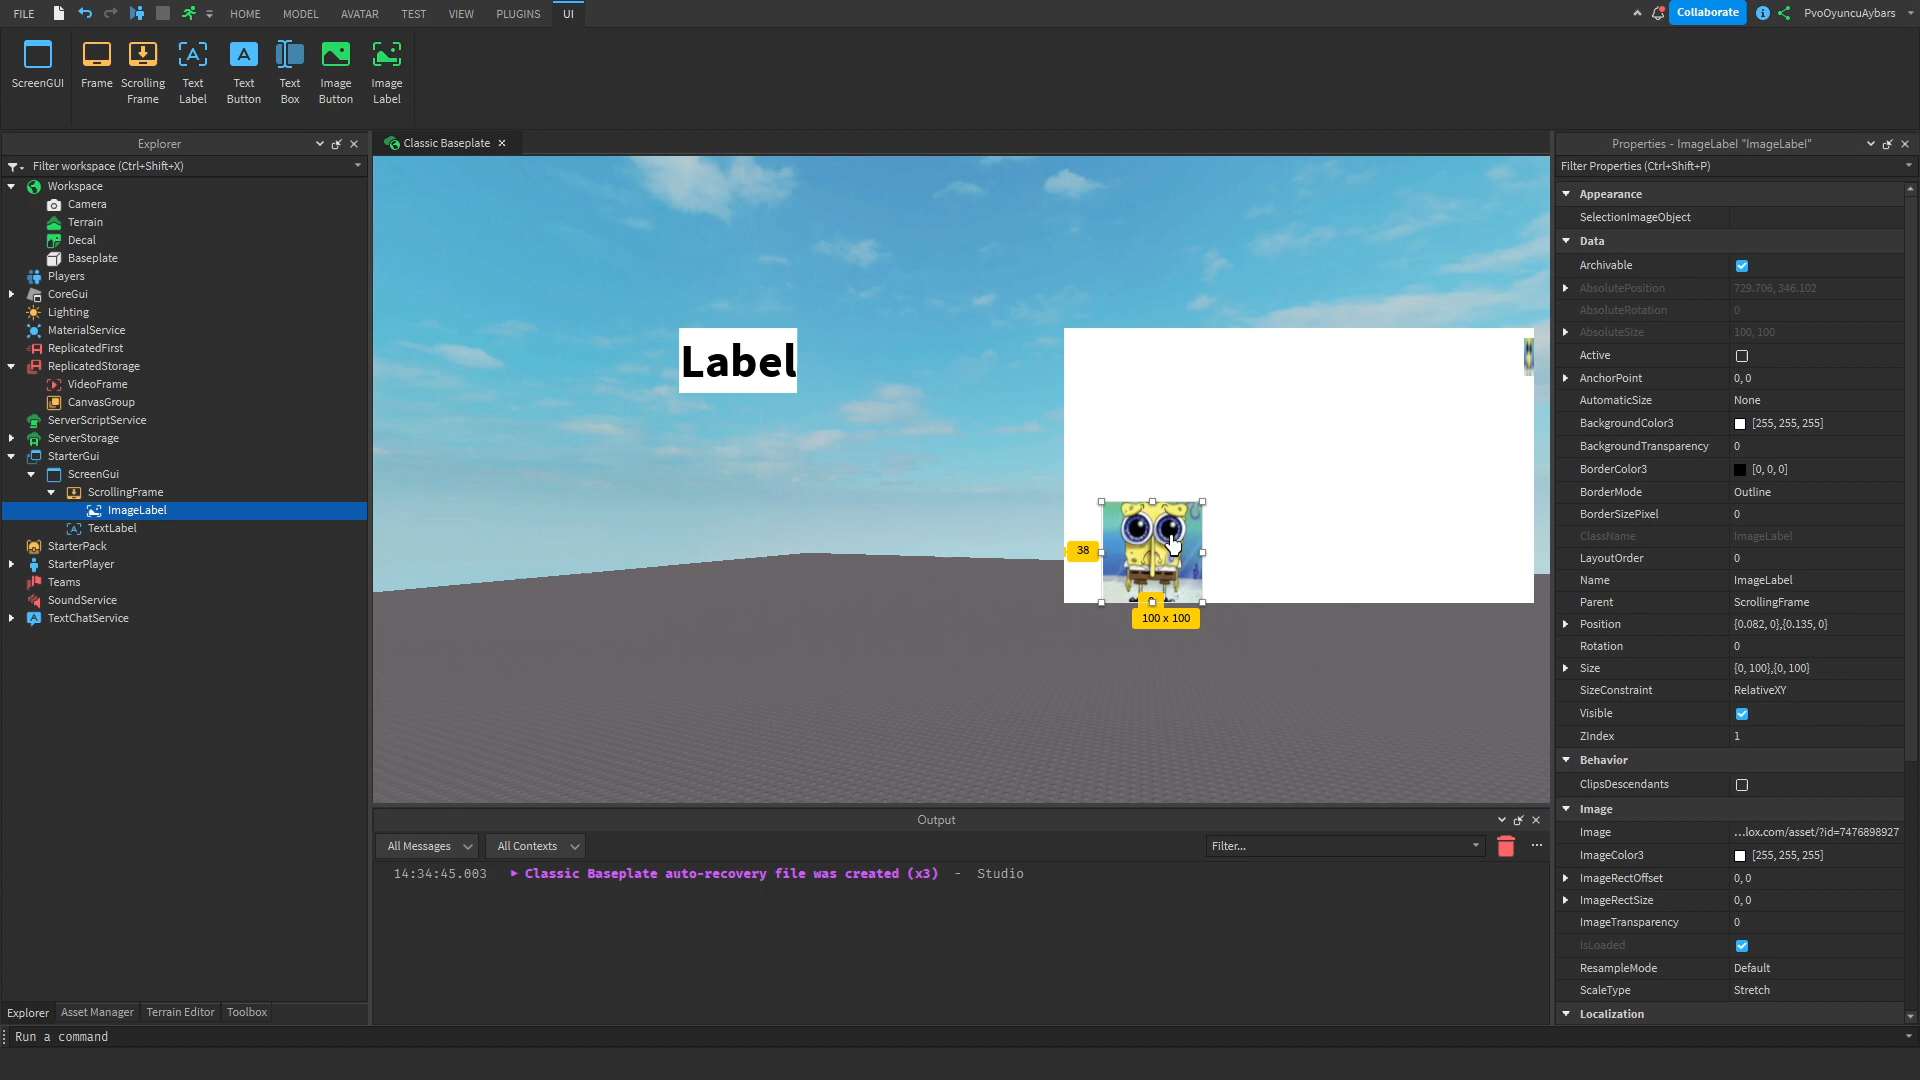 FILE HOME MODEL AVATAR TEST VIEW PLUGINS UI Collaborate PvoOyuncuAybars
ScreenGUI Frame Scrolling Frame Text Label Text Button Text Box Image Button Image Label
Explorer
Filter workspace (Ctrl+Shift+X)
Workspace
Camera
Terrain
Decal
Baseplate
Players
CoreGui
Lighting
MaterialService
ReplicatedFirst
ReplicatedStorage
VideoFrame
CanvasGroup
ServerScriptService
ServerStorage
StarterGui
ScreenGui
ScrollingFrame
ImageLabel
TextLabel
StarterPack
StarterPlayer
Teams
SoundService
TextChatService
Explorer Asset Manager Terrain Editor Toolbox
Classic Baseplate
Label
38
100 x 100
Output
All Messages All Contexts Filter...
14:34:45.003 Classic Baseplate auto-recovery file was created (x3) - Studio
Properties - ImageLabel "ImageLabel"
Filter Properties (Ctrl+Shift+P)
Appearance
SelectionImageObject
Data
Archivable
AbsolutePosition 729.706, 346.102
AbsoluteRotation 0
AbsoluteSize 100, 100
Active
AnchorPoint 0, 0
AutomaticSize None
BackgroundColor3 [255, 255, 255]
BackgroundTransparency 0
BorderColor3 [0, 0, 0]
BorderMode Outline
BorderSizePixel 0
ClassName ImageLabel
LayoutOrder 0
Name ImageLabel
Parent ScrollingFrame
Position {0.082, 0},{0.135, 0}
Rotation 0
Size {0, 100},{0, 100}
SizeConstraint RelativeXY
Visible
ZIndex 1
Behavior
ClipsDescendants
Image
Image ...lox.com/asset/?id=7476898927
ImageColor3 [255, 255, 255]
ImageRectOffset 0, 0
ImageRectSize 0, 0
ImageTransparency 0
IsLoaded
ResampleMode Default
ScaleType Stretch
Localization
Run a command